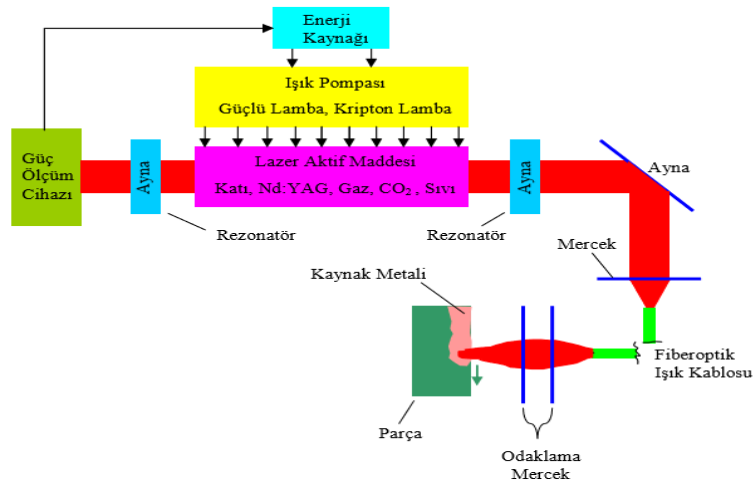 Enerji
Kaynağı
Işık Pompası
Güçlü Lamba, Kripton Lamba
Güç
Ölçüm
Cihazı
Ayna
Lazer Aktif Maddesi
Katı, Nd:YAG, Gaz, CO₂, Sıvı
Ayna
Ayna
Rezonatör
Rezonatör
Mercek
Kaynak Metali
Fiberoptik
Işık Kablosu
Parça
Odaklama
Mercek